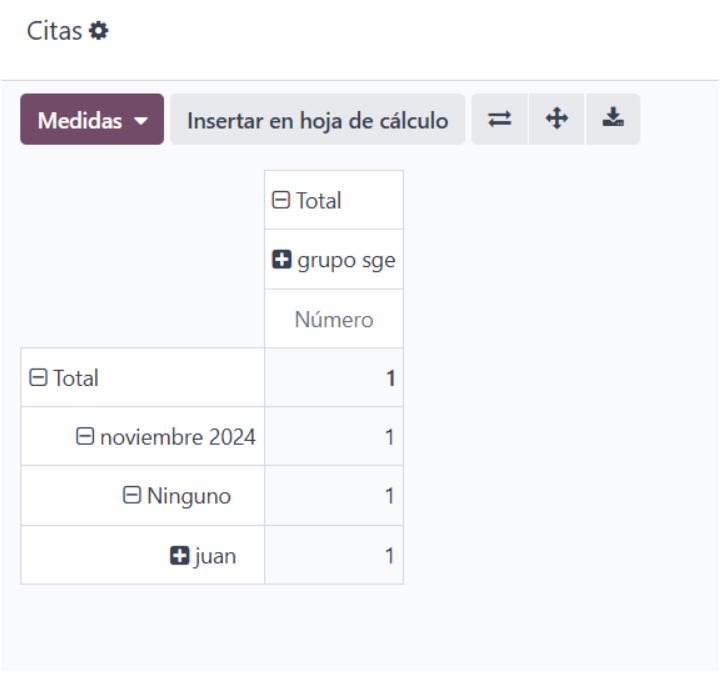 Citas
Medidas Insertar en hoja de cálculo
Total
grupo sge
Número
Total 1
noviembre 2024 1
Ninguno 1
juan 1